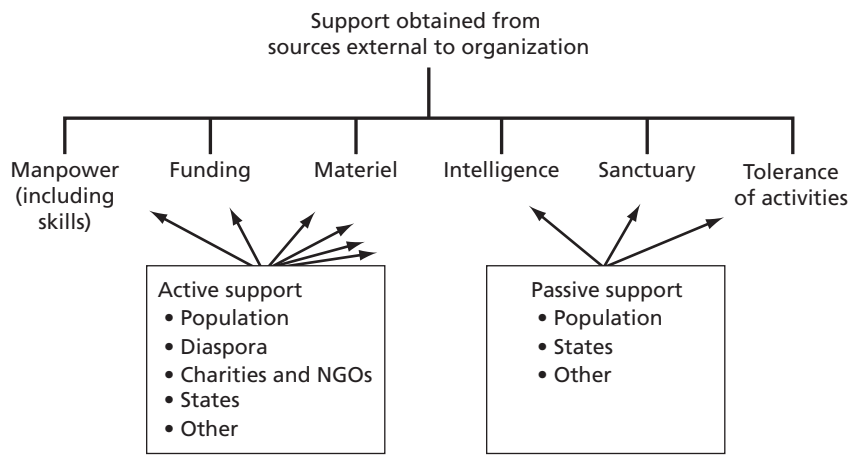 Support obtained from
sources external to organization
Manpower
(including
skills)
Funding
Materiel
Intelligence
Sanctuary
Tolerance
of activities
Active support
• Population
• Diaspora
• Charities and NGOs
• States
• Other
Passive support
• Population
• States
• Other